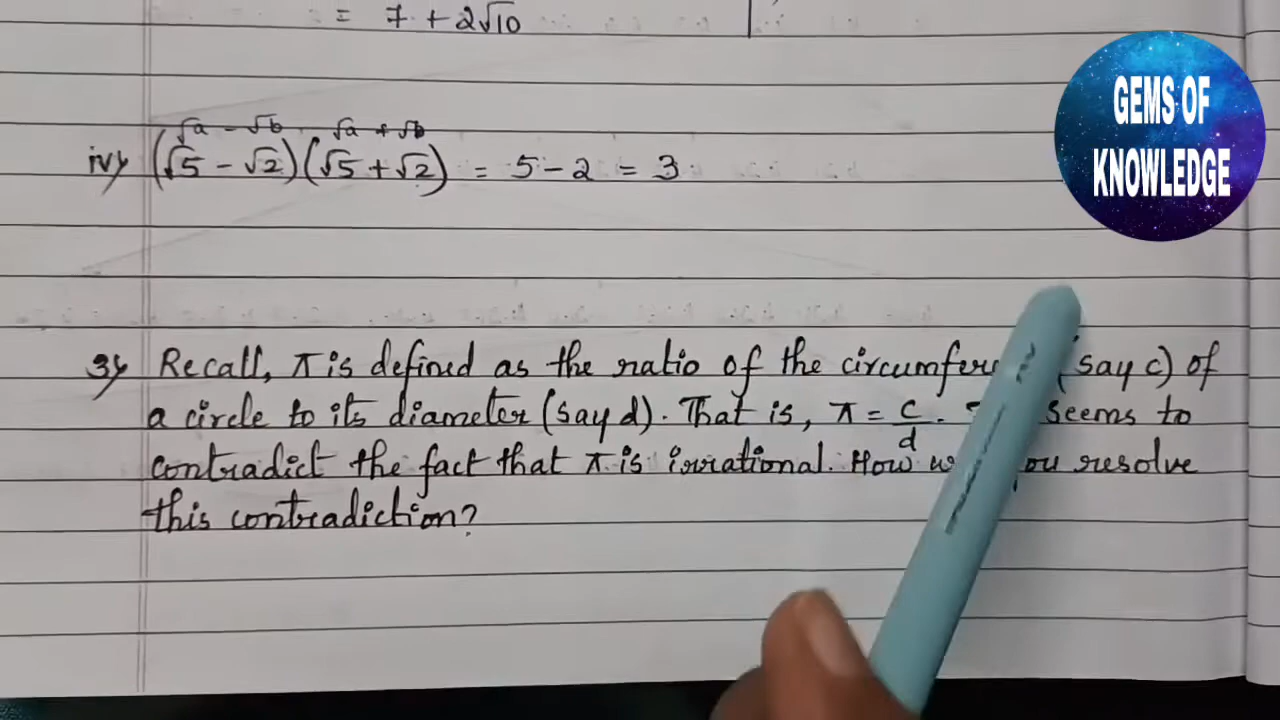 = 7 + 2√10
√a - √b √a + √b
iv) (√5 - √2)(√5 + √2) = 5 - 2 = 3
3) Recall, π is defined as the ratio of the (say c) of
a circle to its diameter (say d). That is, π = c/d. seems to
contradict the fact that π is irrational. How resolve
this contradiction?
GEMS OF
KNOWLEDGE